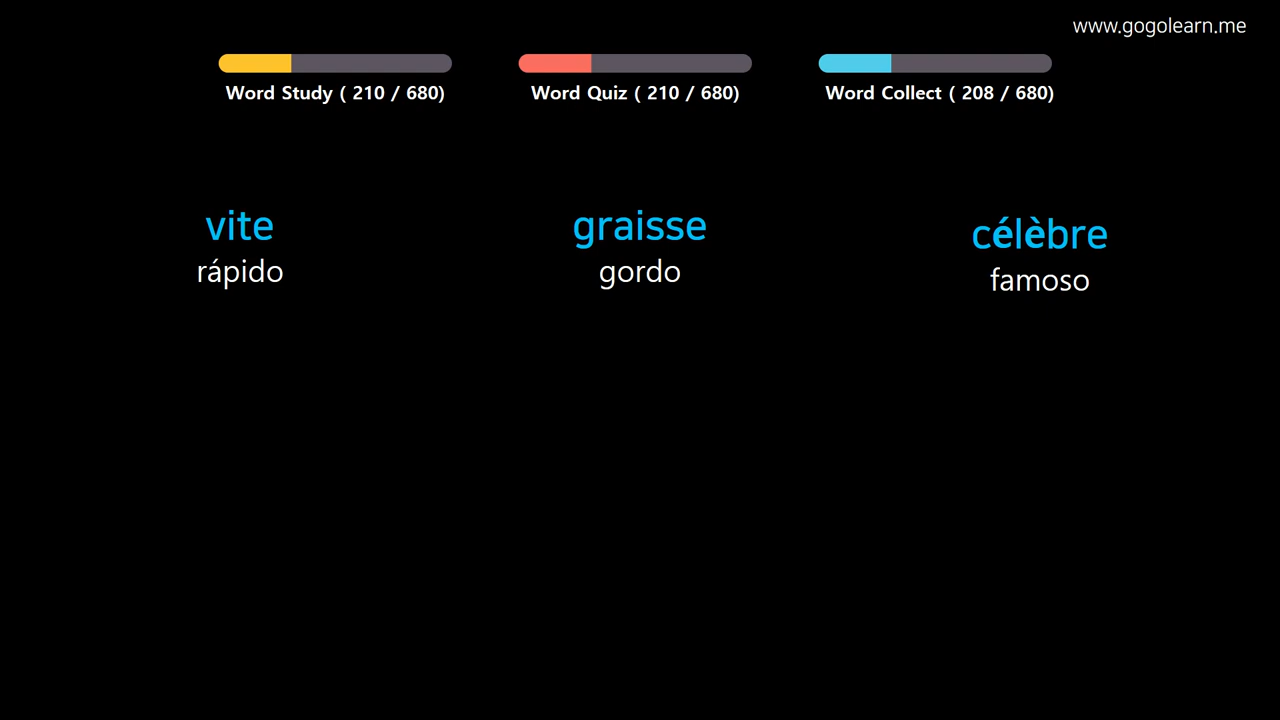 www.gogolearn.me
Word Study ( 210 / 680)
Word Quiz ( 210 / 680)
Word Collect ( 208 / 680)
vite
rápido
graisse
gordo
célèbre
famoso